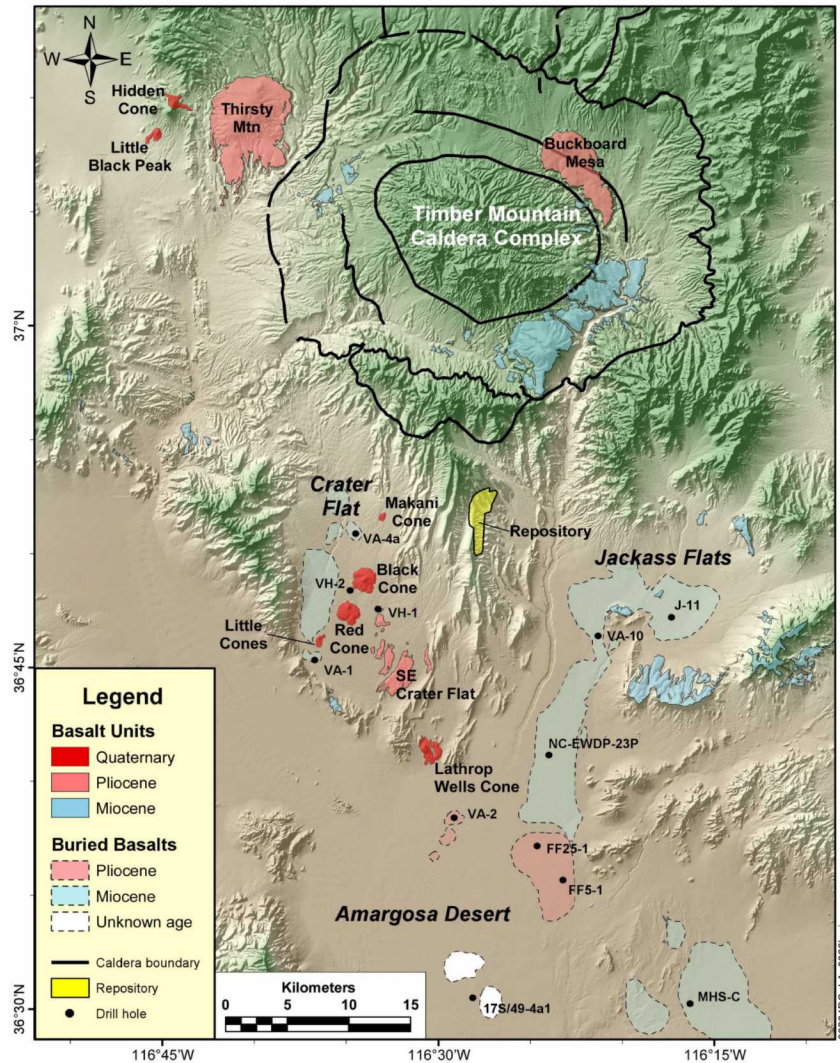 N
W E
S
Hidden
Cone
Little
Black Peak
Thirsty
Mtn
Buckboard
Mesa
Timber Mountain
Caldera Complex
37°N
Crater
Flat
Makani
Cone
VA-4a
Repository
Jackass Flats
VH-2
Black
Cone
J-11
VH-1
Little
Cones
Red
Cone
VA-10
36°45'N
VA-1
SE
Crater Flat
NC-EWDP-23P
Lathrop
Wells Cone
VA-2
FF25-1
FF5-1
Amargosa Desert
17S/49-4a1
MHS-C
36°30'N
Legend
Basalt Units
Quaternary
Pliocene
Miocene
Buried Basalts
Pliocene
Miocene
Unknown age
Caldera boundary
Repository
Drill hole
Kilometers
0 5 10 15
116°45'W
116°30'W
116°15'W